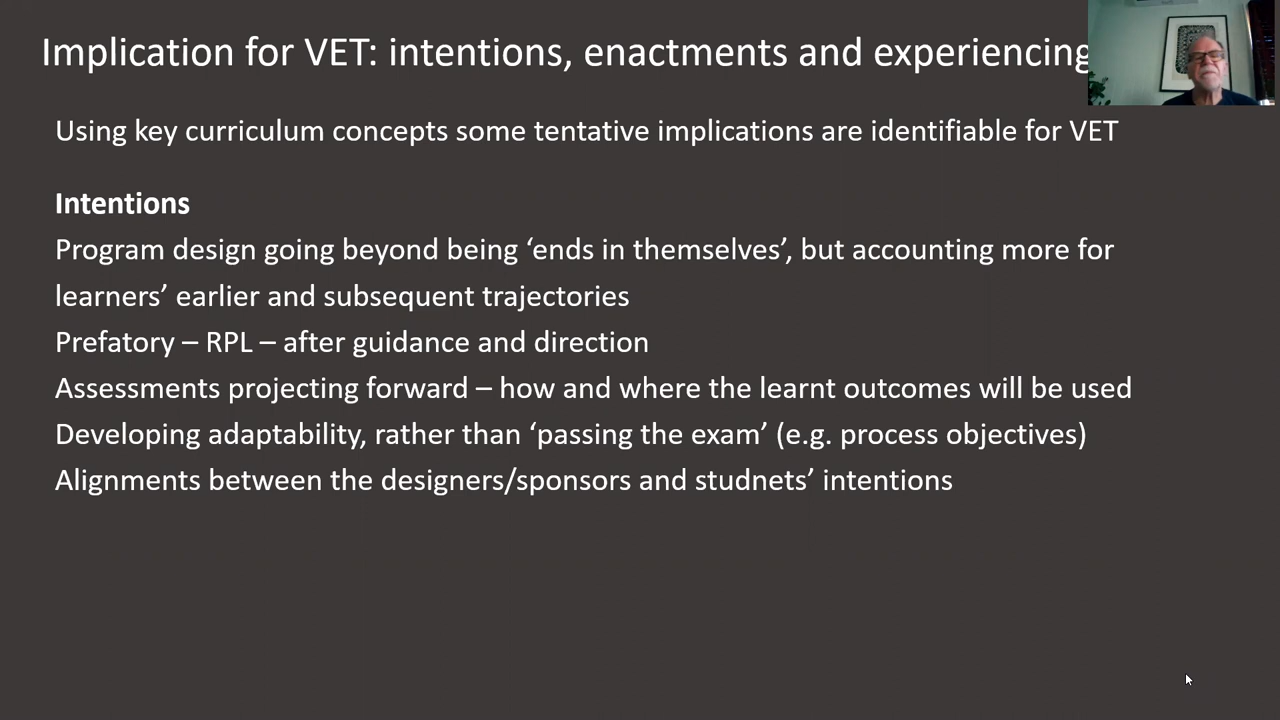 Implication for VET: intentions, enactments and experiencing
Using key curriculum concepts some tentative implications are identifiable for VET
Intentions
Program design going beyond being ‘ends in themselves’, but accounting more for
learners’ earlier and subsequent trajectories
Prefatory – RPL – after guidance and direction
Assessments projecting forward – how and where the learnt outcomes will be used
Developing adaptability, rather than ‘passing the exam’ (e.g. process objectives)
Alignments between the designers/sponsors and studnets’ intentions